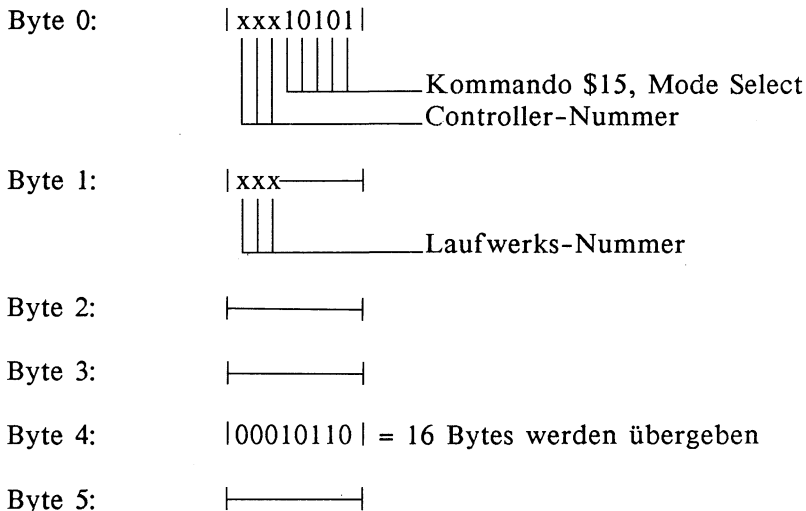 Byte 0: |xxx10101|
Kommando $15, Mode Select
Controller-Nummer
Byte 1: |xxx
Laufwerks-Nummer
Byte 2:
Byte 3:
Byte 4: |00010110| = 16 Bytes werden übergeben
Byte 5: